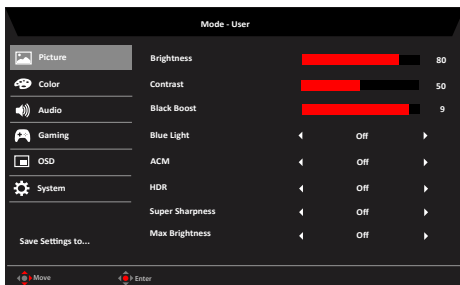 Mode - User
Picture
Brightness 80
Color
Contrast 50
Audio
Black Boost 9
Gaming
Blue Light Off
OSD
ACM Off
System
HDR Off
Super Sharpness Off
Save Settings to...
Max Brightness Off
Move Enter